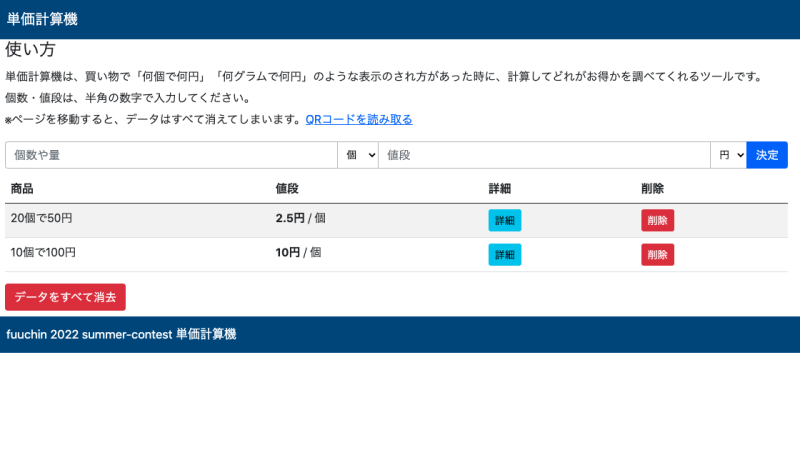 単価計算機
使い方
単価計算機は、買い物で「何個で何円」「何グラムで何円」のような表示のされ方があった時に、計算してどれがお得かを調べてくれるツールです。
個数・値段は、半角の数字で入力してください。
※ページを移動すると、データはすべて消えてしまいます。QRコードを読み取る
個数や量 個 値段 円 決定
商品 値段 詳細 削除
20個で50円 2.5円 / 個 詳細 削除
10個で100円 10円 / 個 詳細 削除
データをすべて消去
fuuchin 2022 summer-contest 単価計算機